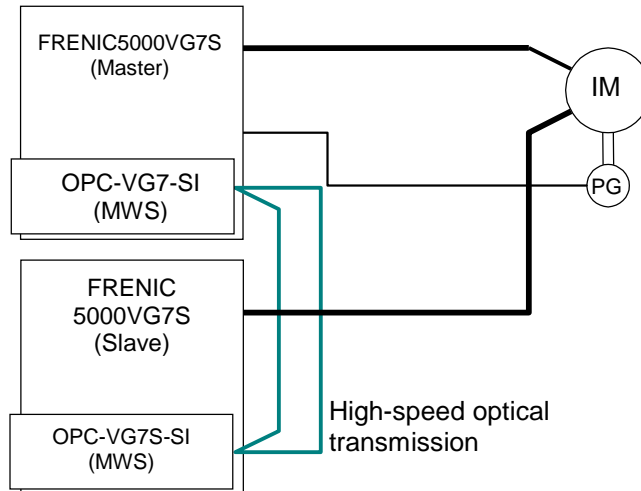 FRENIC5000VG7S
(Master)
IM
OPC-VG7-SI
(MWS)
PG
FRENIC
5000VG7S
(Slave)
High-speed optical
transmission
OPC-VG7S-SI
(MWS)